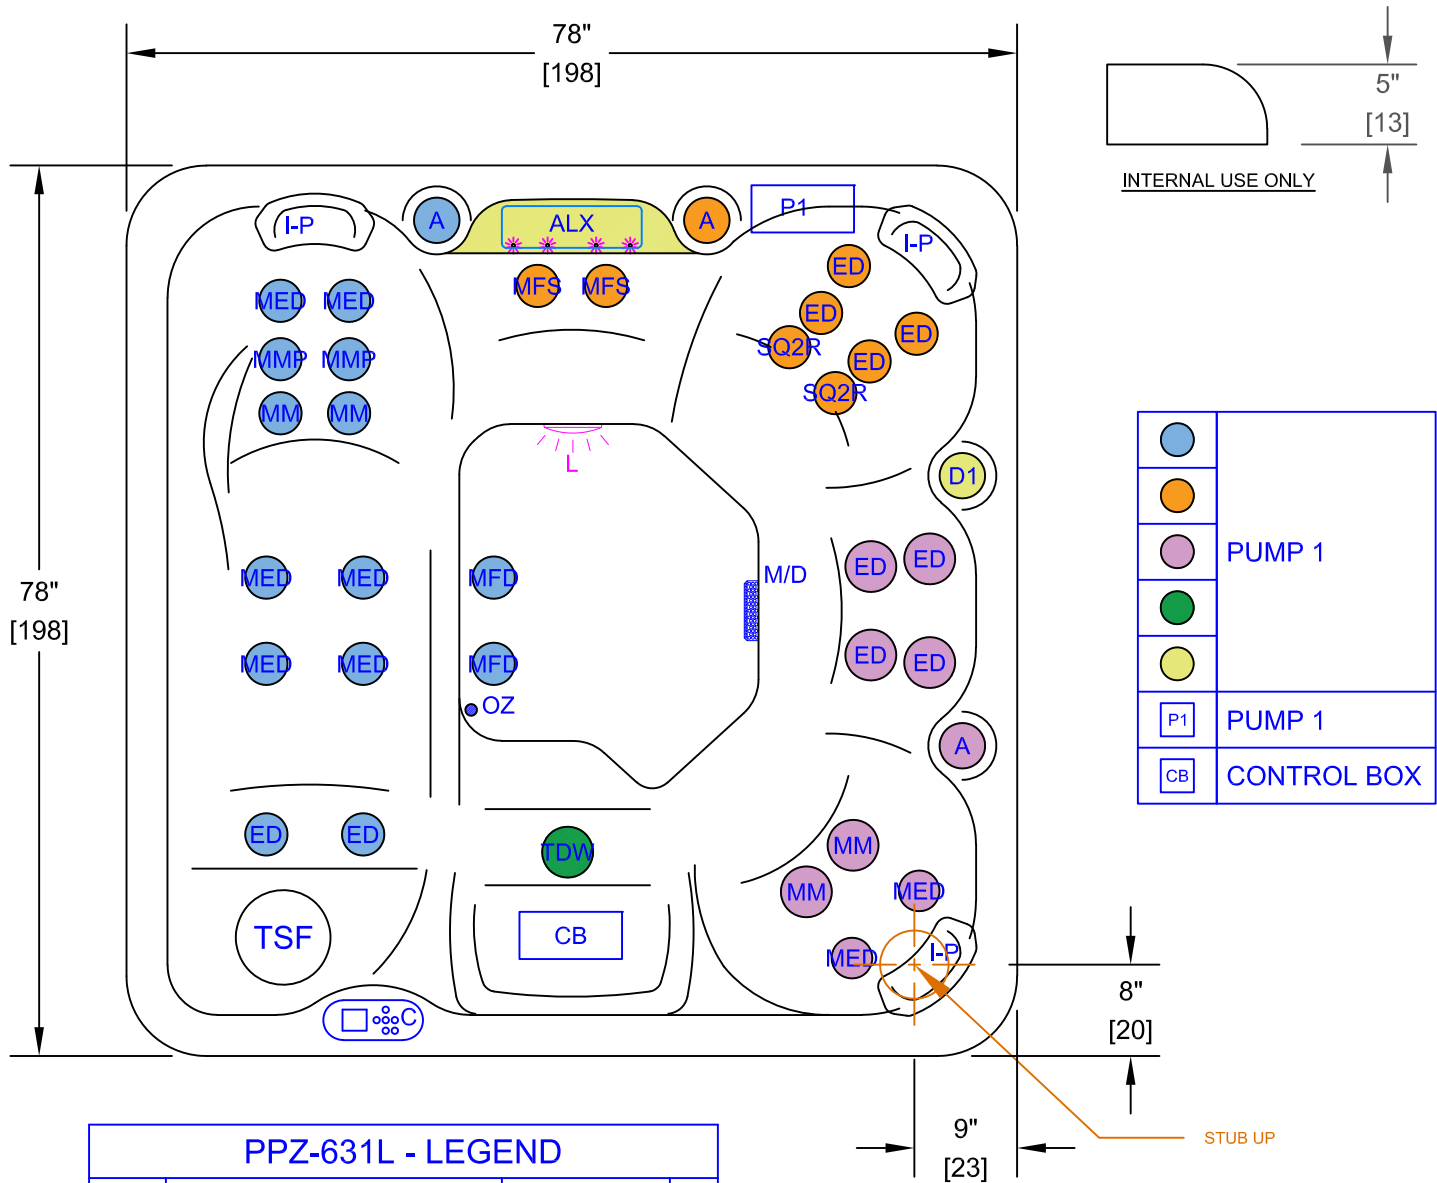 78"
[198]
5"
[13]
INTERNAL USE ONLY
I-P
A
ALX
A
P1
I-P
MED MED
MFS MFS
ED
ED
ED
SQ2R
ED
SQ2R
MMP MMP
MM MM
L
D1
PUMP 1
P1 PUMP 1
CB CONTROL BOX
78"
[198]
MED MED MFD
M/D
ED ED
MED MED MFD
ED ED
OZ
A
ED ED
TDW
MM
MM
MED
TSF
CB
MED
I-P
C
8"
[20]
9"
[23]
STUB UP
PPZ-631L - LEGEND